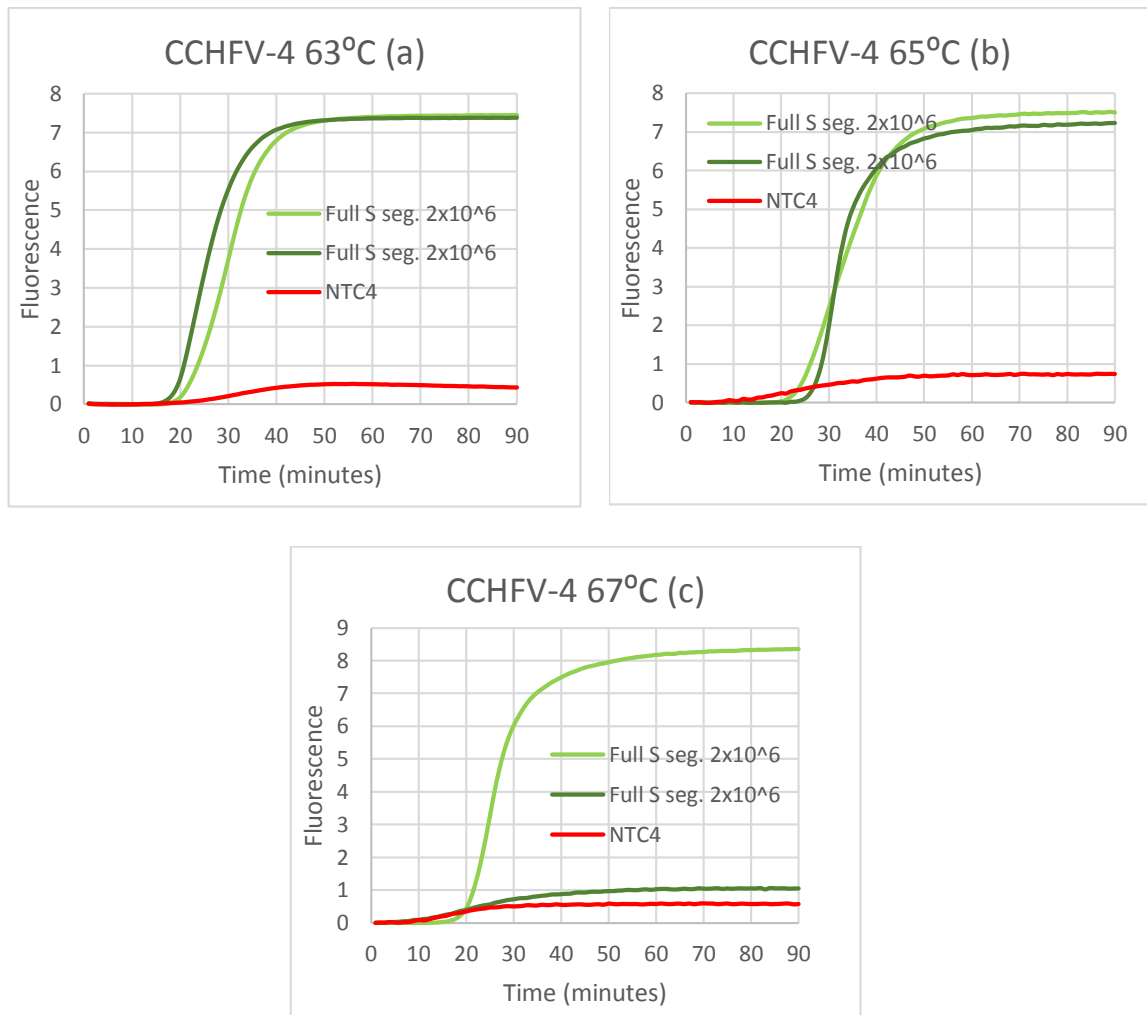 CCHFV-4 63⁰C (a)
8
7
6
5
4
3
2
1
0
0 10 20 30 40 50 60 70 80 90
Fluorescence
Time (minutes)
Full S seg. 2x10^6
Full S seg. 2x10^6
NTC4
CCHFV-4 65⁰C (b)
8
7
6
5
4
3
2
1
0
0 10 20 30 40 50 60 70 80 90
Fluorescence
Time (minutes)
Full S seg. 2x10^6
Full S seg. 2x10^6
NTC4
CCHFV-4 67⁰C (c)
9
8
7
6
5
4
3
2
1
0
0 10 20 30 40 50 60 70 80 90
Fluorescence
Time (minutes)
Full S seg. 2x10^6
Full S seg. 2x10^6
NTC4